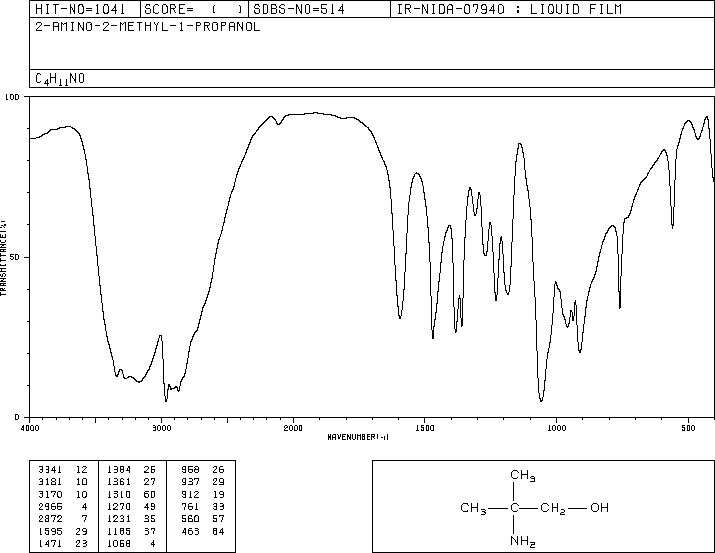 HIT-NO=1041 SCORE= ( ) SDBS-NO=514 IR-NIDA-07940 : LIQUID FILM
2-AMINO-2-METHYL-1-PROPANOL
C4H11NO
100
50
0
TRANSMITTANCE(%)
4000 3000 2000 1500 1000 500
WAVENUMBER(-1)
3341 12 1384 26 958 26
3181 10 1361 27 937 29
3170 10 1310 60 912 19
2966 4 1270 49 761 33
2872 7 1231 35 560 57
1595 29 1185 37 463 84
1471 23 1058 4
CH3
CH3 C CH2 OH
NH2